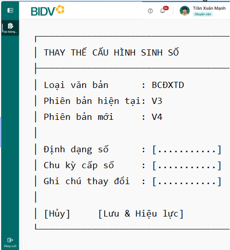 BIDV
Trần Xuân Mạnh
THAY THẾ CẤU HÌNH SINH SỐ
Loại văn bản : BCĐXTD
Phiên bản hiện tại: V3
Phiên bản mới : V4
Định dạng số : [...........]
Chu kỳ cấp số : [...........]
Ghi chú thay đổi : [...........]
[Hủy] [Lưu & Hiệu lực]